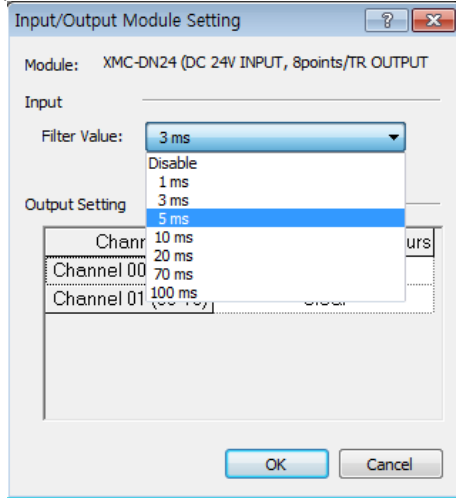 Input/Output Module Setting
Module: XMC-DN24 (DC 24V INPUT, 8points/TR OUTPUT
Input
Filter Value: 3 ms
Disable
1 ms
3 ms
Output Setting
5 ms
10 ms
20 ms
Channel 00
70 ms
Channel 01
100 ms
OK Cancel